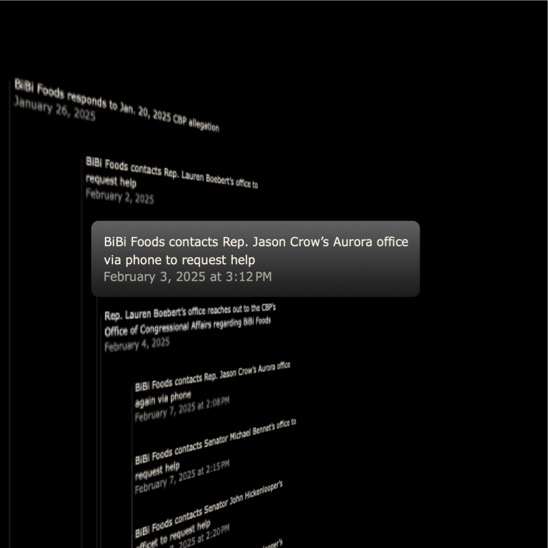 BiBi Foods responds to Jan. 20, 2025 CBP allegation
January 26, 2025
BiBi Foods contacts Rep. Lauren Boebert's office to
request help
February 2, 2025
BiBi Foods contacts Rep. Jason Crow’s Aurora office
via phone to request help
February 3, 2025 at 3:12 PM
Rep. Lauren Boebert's office reaches out to the CBP's
Office of Congressional Affairs regarding BiBi Foods
February 4, 2025
BiBi Foods contacts Rep. Jason Crow's Aurora office
again via phone
February 7, 2025 at 2:08 PM
BiBi Foods contacts Senator Michael Bennet's office to
request help
February 7, 2025 at 2:15 PM
BiBi Foods contacts Senator John Hickenlooper's
officet to request help
7, 2025 at 2:20 PM